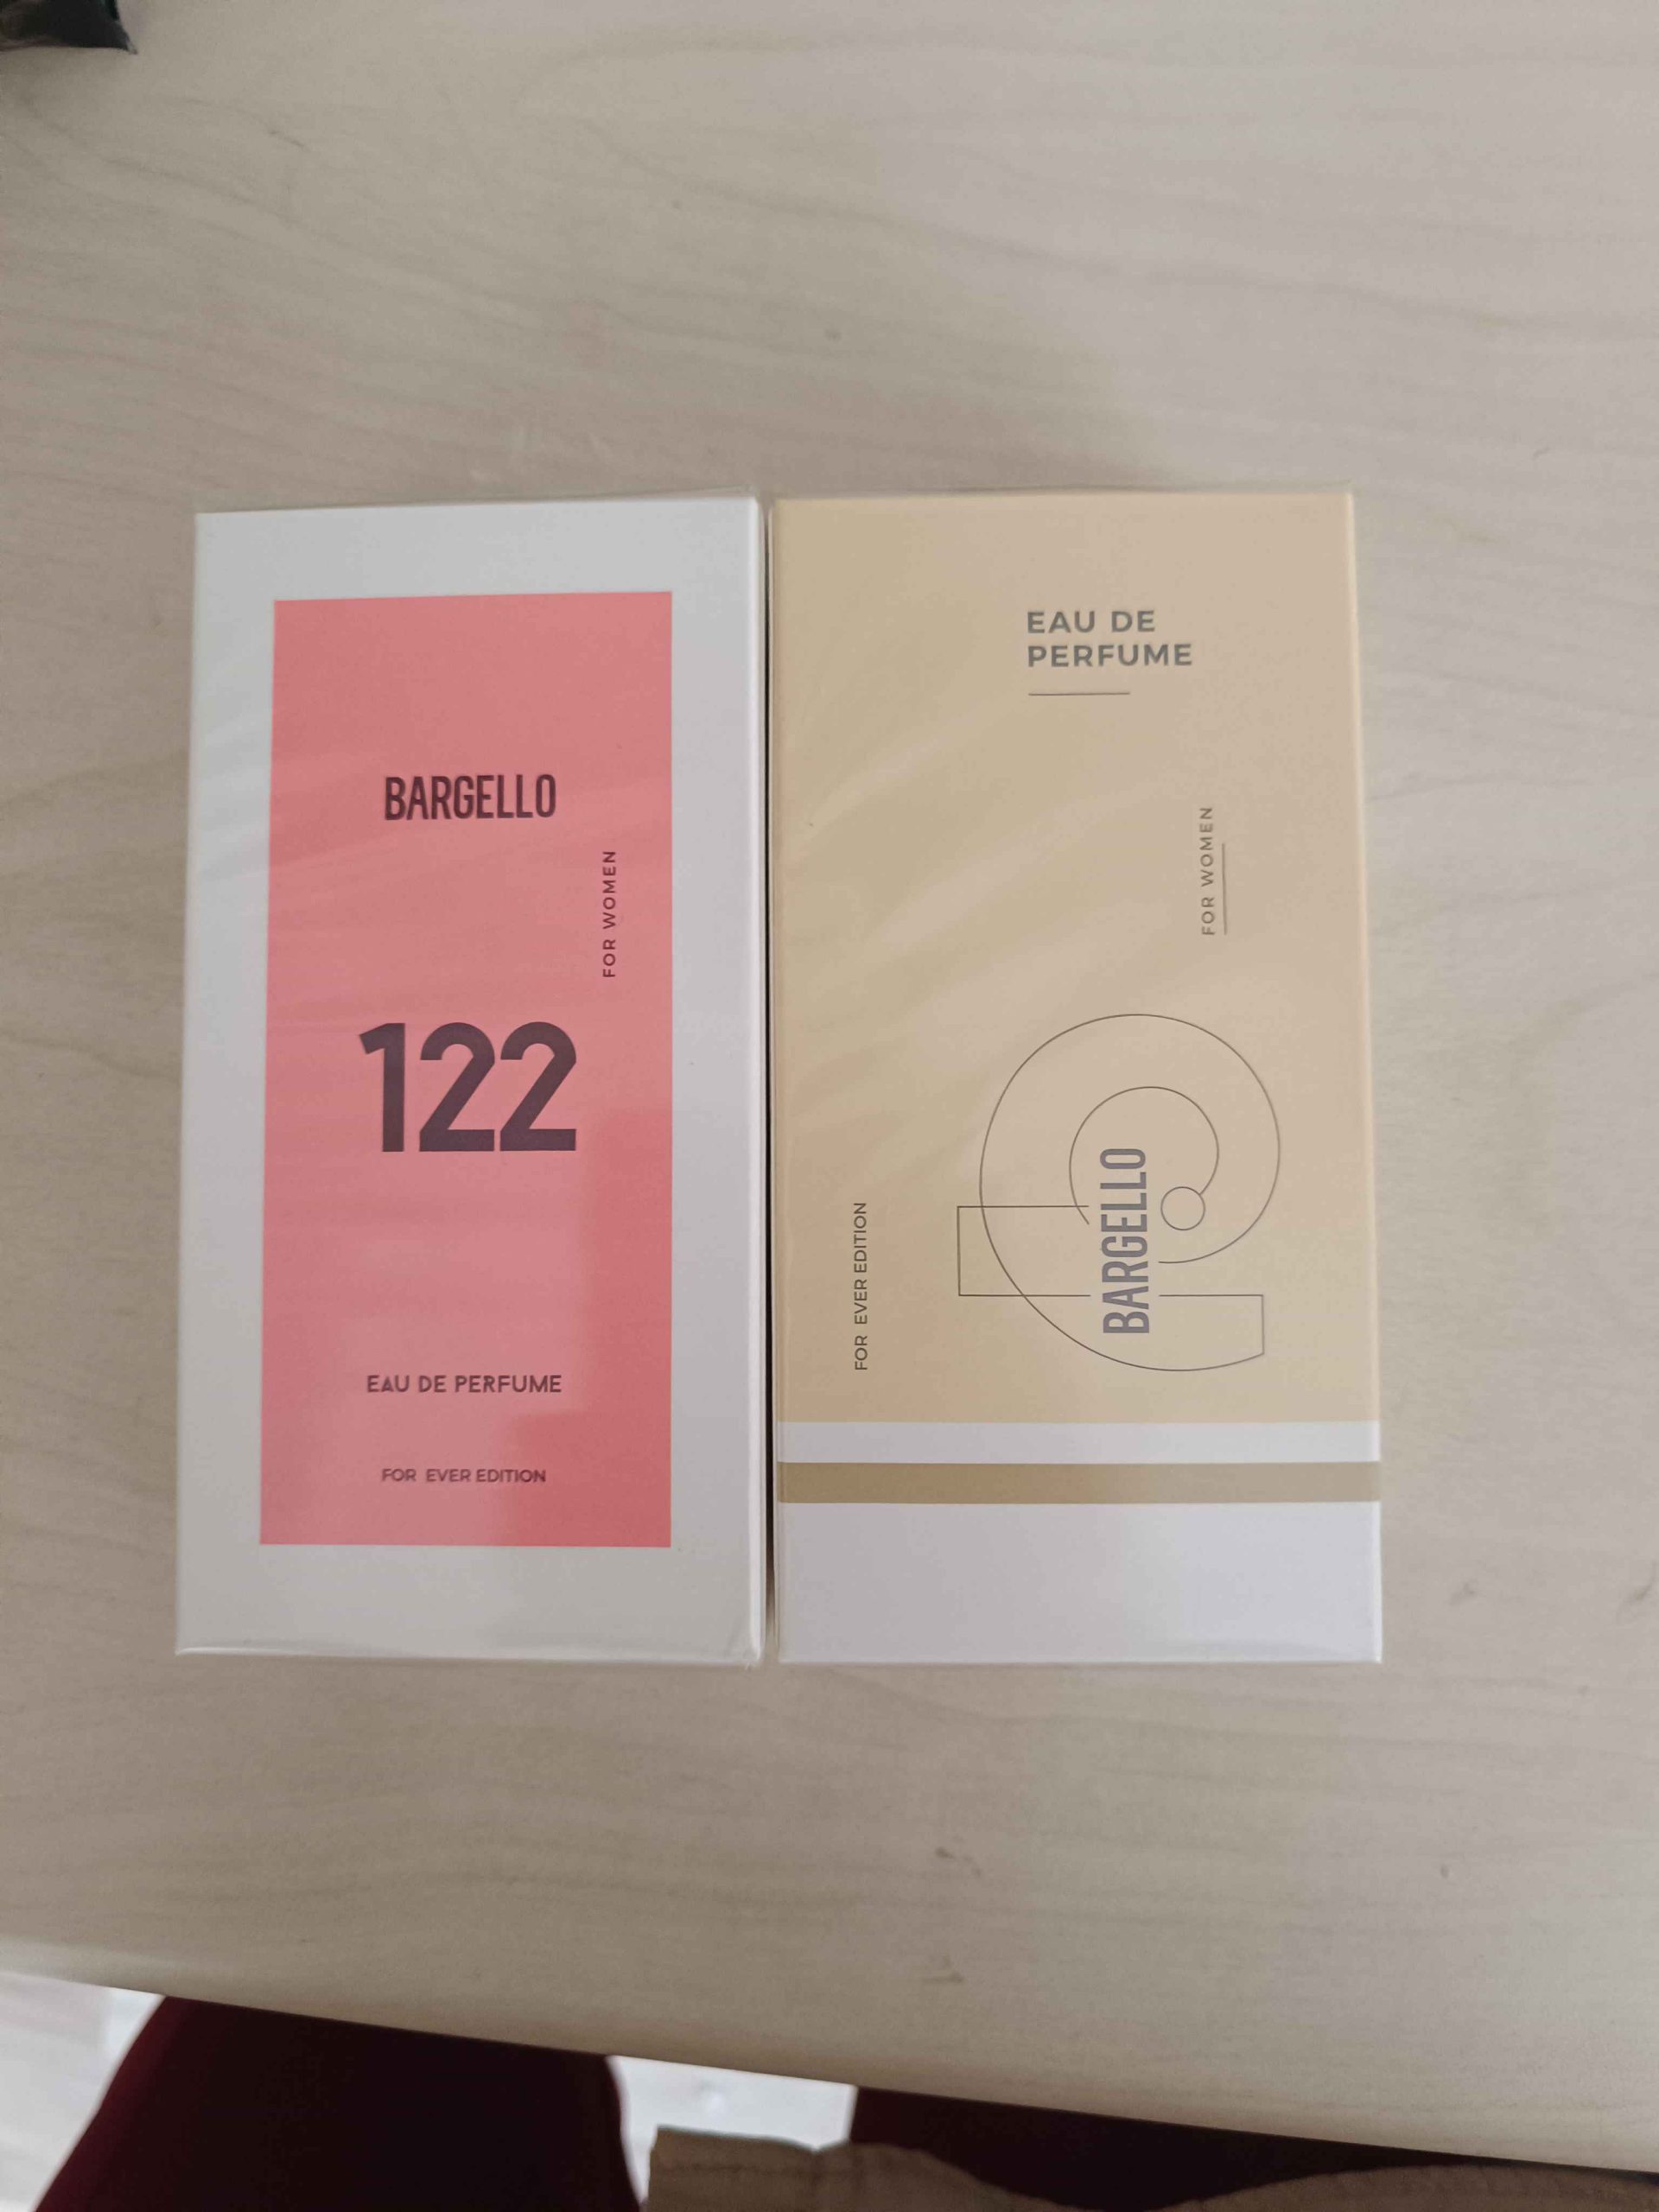 BARGELLO
FOR WOMEN
122
EAU DE PERFUME
FOR EVER EDITION
EAU DE
PERFUME
FOR WOMEN
BARGELLO
FOR EVER EDITION